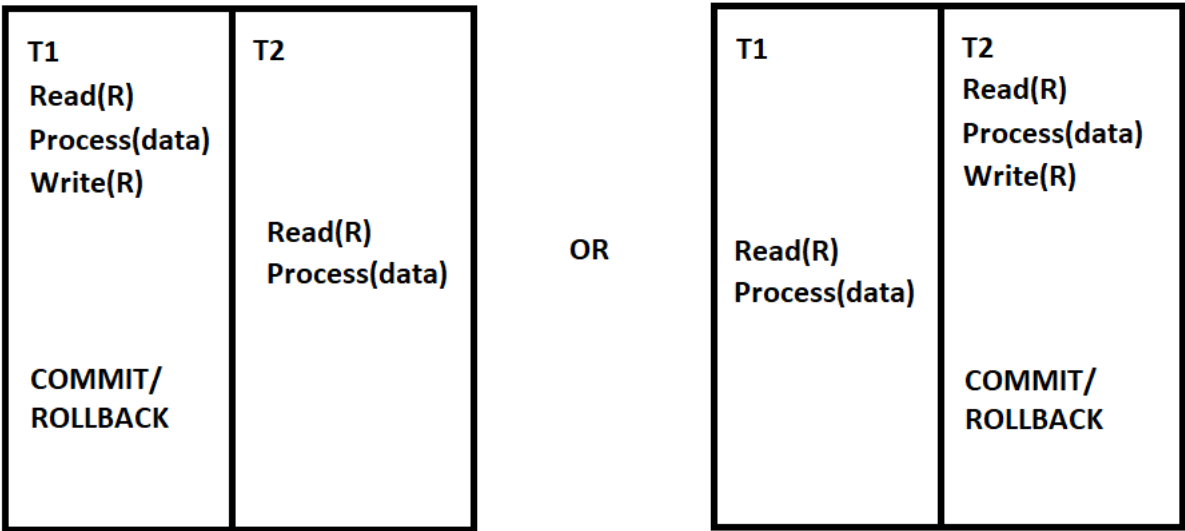 T1
Read(R)
Process(data)
Write(R)
COMMIT/
ROLLBACK
T2
Read(R)
Process(data)
OR
T1
Read(R)
Process(data)
T2
Read(R)
Process(data)
Write(R)
COMMIT/
ROLLBACK